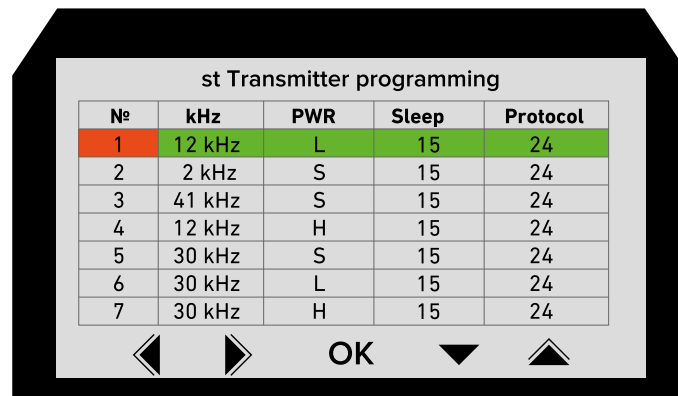 st Transmitter programming
№ kHz PWR Sleep Protocol
1 12 kHz L 15 24
2 2 kHz S 15 24
3 41 kHz S 15 24
4 12 kHz H 15 24
5 30 kHz S 15 24
6 30 kHz L 15 24
7 30 kHz H 15 24
OK